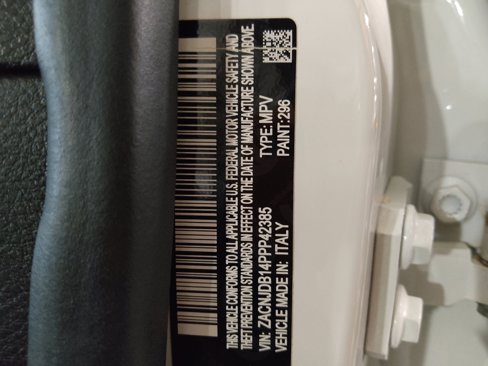 THIS VEHICLE CONFORMS TO ALL APPLICABLE U.S. FEDERAL MOTOR VEHICLE SAFETY AND
THEFT PREVENTION STANDARDS IN EFFECT ON THE DATE OF MANUFACTURE SHOWN ABOVE.
VIN: ZACNJDB14PPP42385 TYPE: MPV
VEHICLE MADE IN: ITALY PAINT: 296